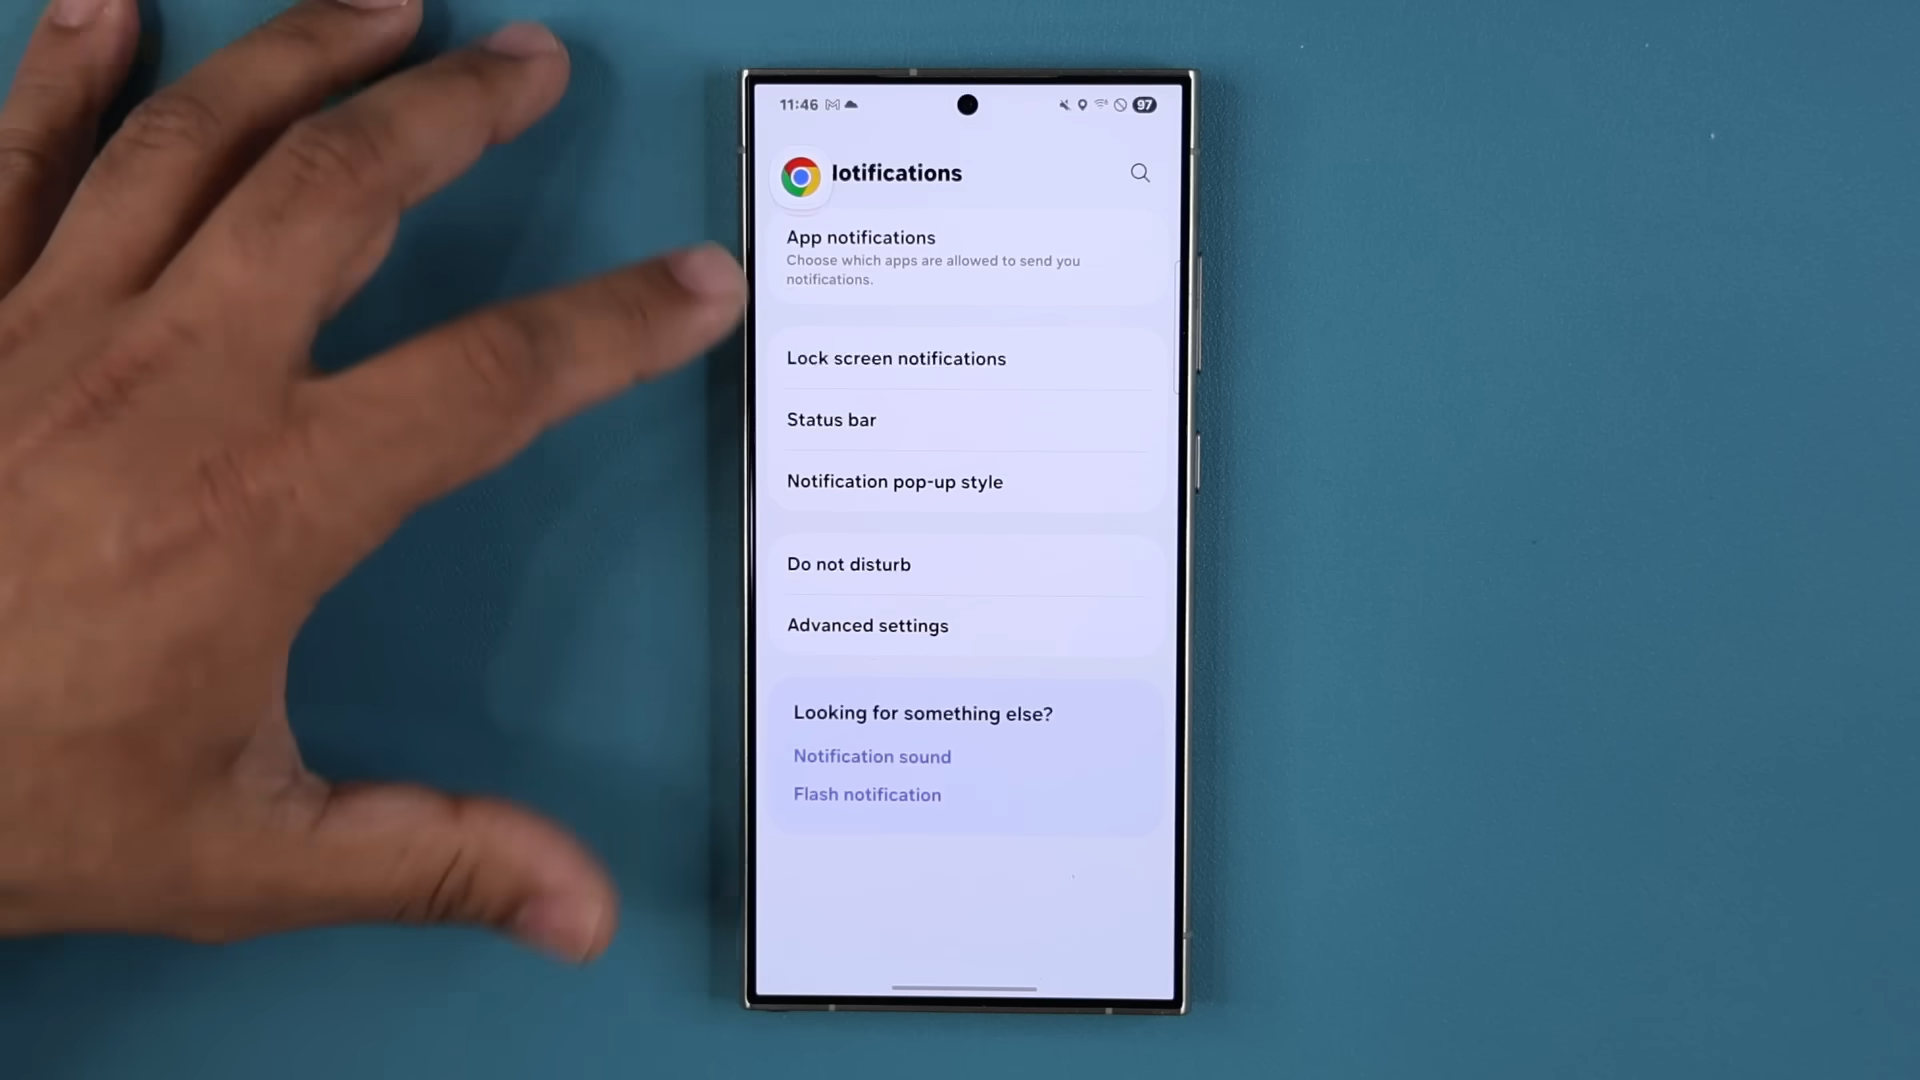 11:46 97
Notifications
App notifications
Choose which apps are allowed to send you
notifications.
Lock screen notifications
Status bar
Notification pop-up style
Do not disturb
Advanced settings
Looking for something else?
Notification sound
Flash notification